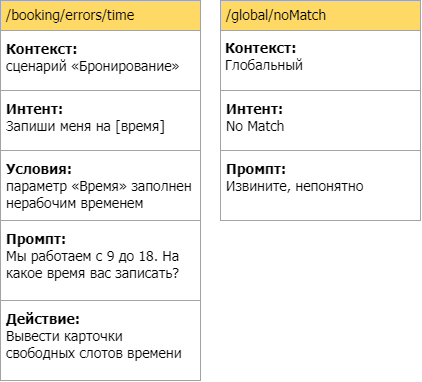 /booking/errors/time
Контекст:
сценарий «Бронирование»
Интент:
Запиши меня на [время]
Условия:
параметр «Время» заполнен
нерабочим временем
Промпт:
Мы работаем с 9 до 18. На
какое время вас записать?
Действие:
Вывести карточки
свободных слотов времени
/global/noMatch
Контекст:
Глобальный
Интент:
No Match
Промпт:
Извините, непонятно